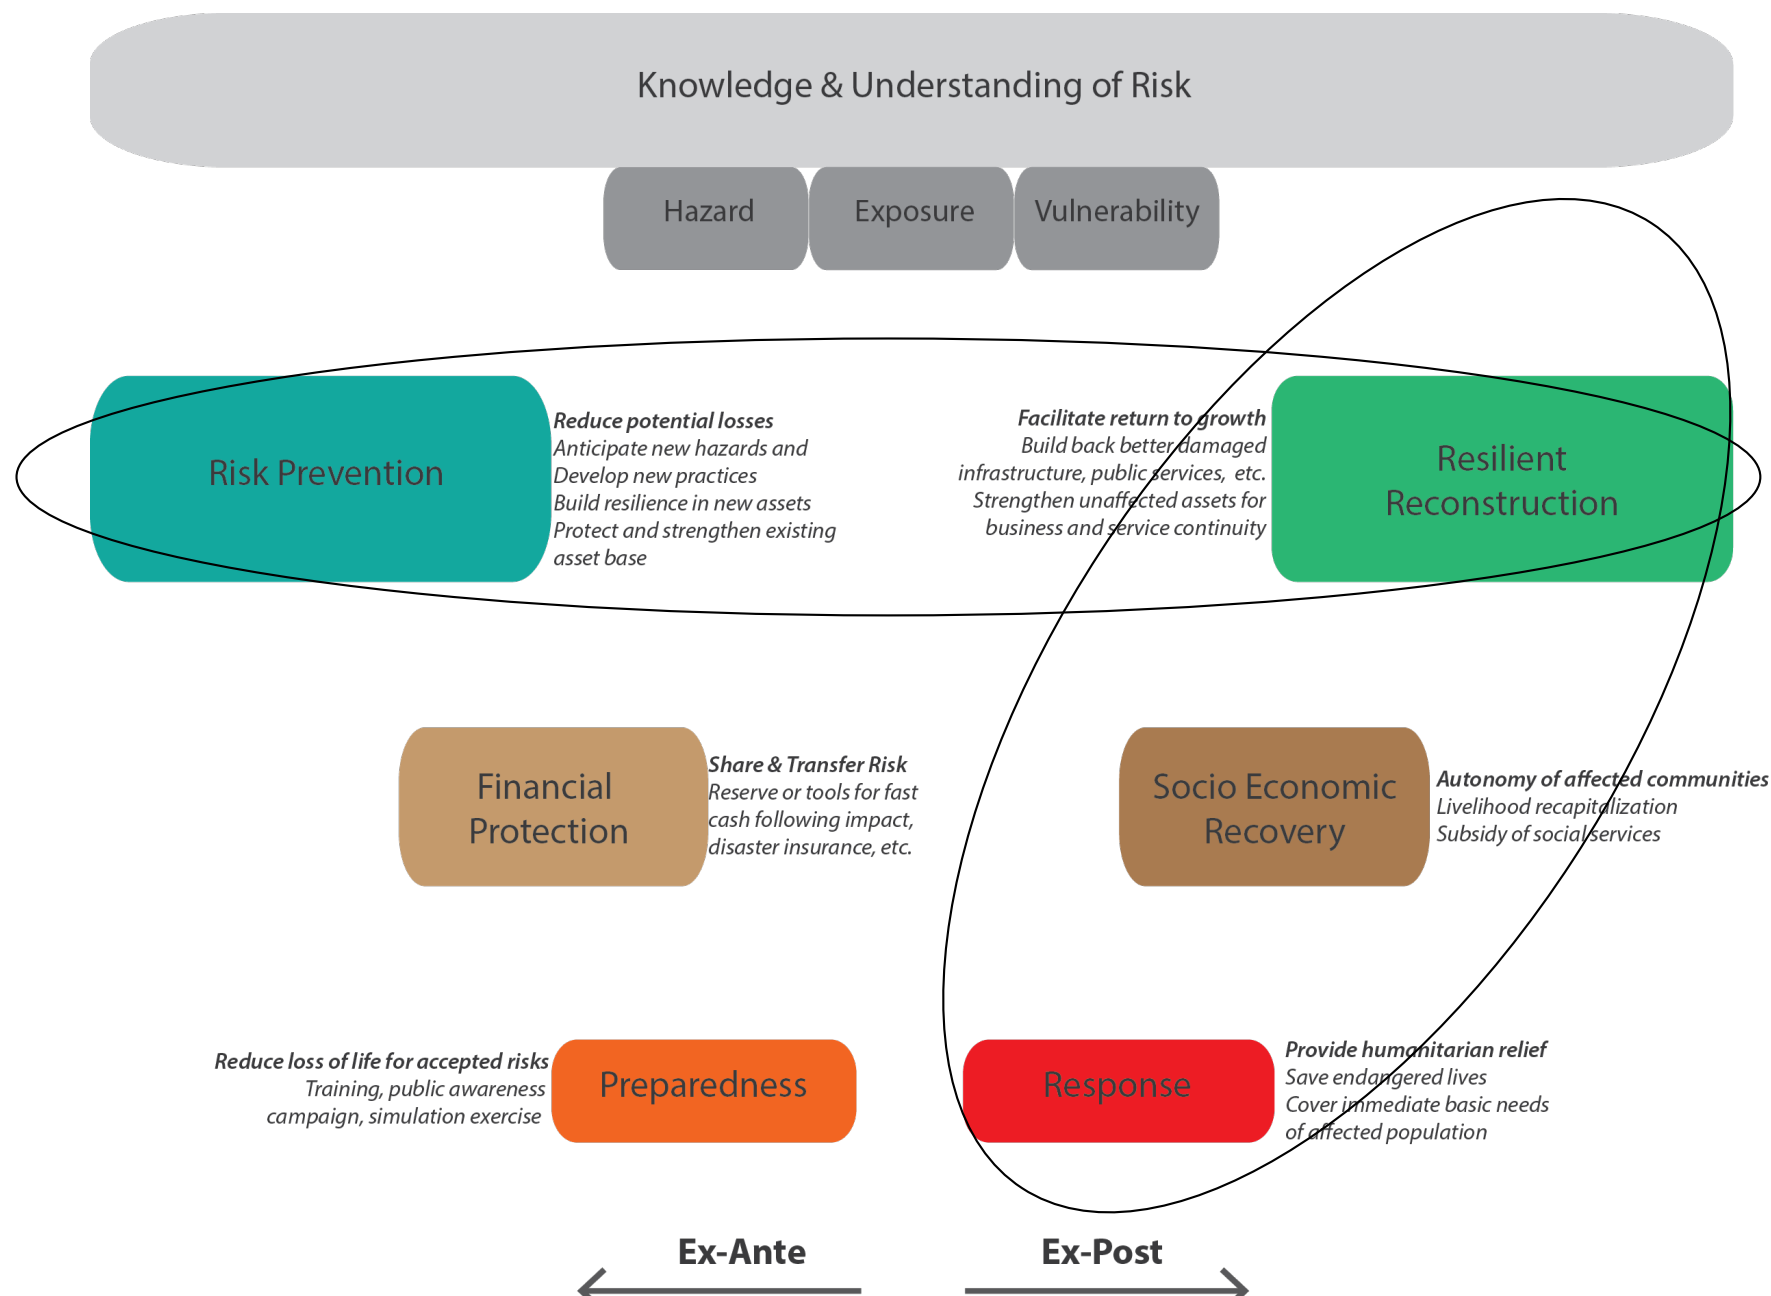 Knowledge & Understanding of Risk
Hazard
Exposure
Vulnerability
Risk Prevention
Reduce potential losses
Anticipate new hazards and
Develop new practices
Build resilience in new assets
Protect and strengthen existing
asset base
Facilitate return to growth
Build back better damaged
infrastructure, public services, etc.
Strengthen unaffected assets for
business and service continuity
Resilient
Reconstruction
Financial
Protection
Share & Transfer Risk
Reserve or tools for fast
cash following impact,
disaster insurance, etc.
Socio Economic
Recovery
Autonomy of affected communities
Livelihood recapitalization
Subsidy of social services
Reduce loss of life for accepted risks
Training, public awareness
campaign, simulation exercise
Preparedness
Response
Provide humanitarian relief
Save endangered lives
Cover immediate basic needs
of affected population
Ex-Ante
Ex-Post